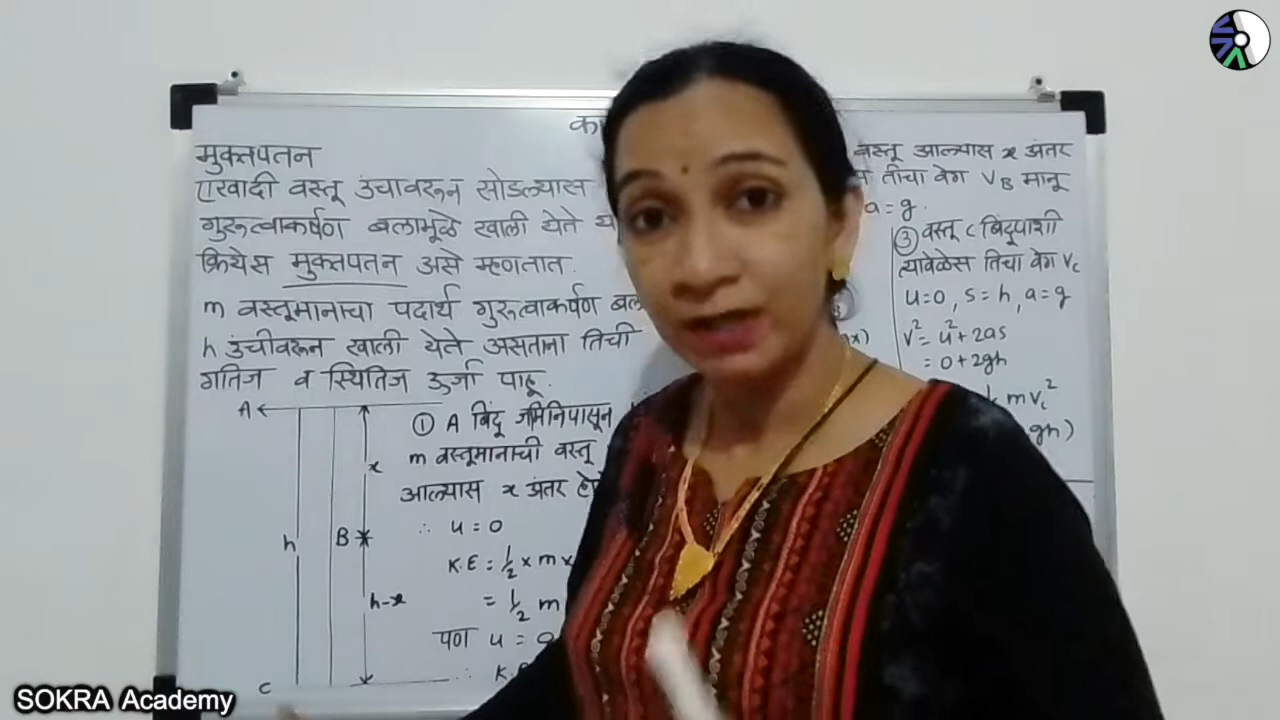 मुक्तपतन
एखादी वस्तू उंचावरून सोडल्यास
गुरुत्वाकर्षण बलामूळे खाली येते
क्रियेस मुक्तपतन असे म्हणतात.
m वस्तूमानाचा पदार्थ गुरुत्वाकर्षण
h उंचीवरून खाली येते असताना तिची
गतिज व स्थितिज ऊर्जा पाहू.
A
x
h
B
h-x
C
① A बिंदू जमिनिपासून
m वस्तूमानाची वस्तू
आल्यास x अंतर
∴ u = 0
K.E = 1/2 × m ×
= 1/2 m
पण u =
∴
वस्तू आल्यास x अंतर
तीचा वेग VB मानू
a = g.
③ वस्तू C बिंदूपाशी
त्यावेळेस तिचा वेग Vc
u=0, s=h, a=g
v² = u² + 2as
= 0 + 2gh
mvc²
gh)
SOKRA Academy